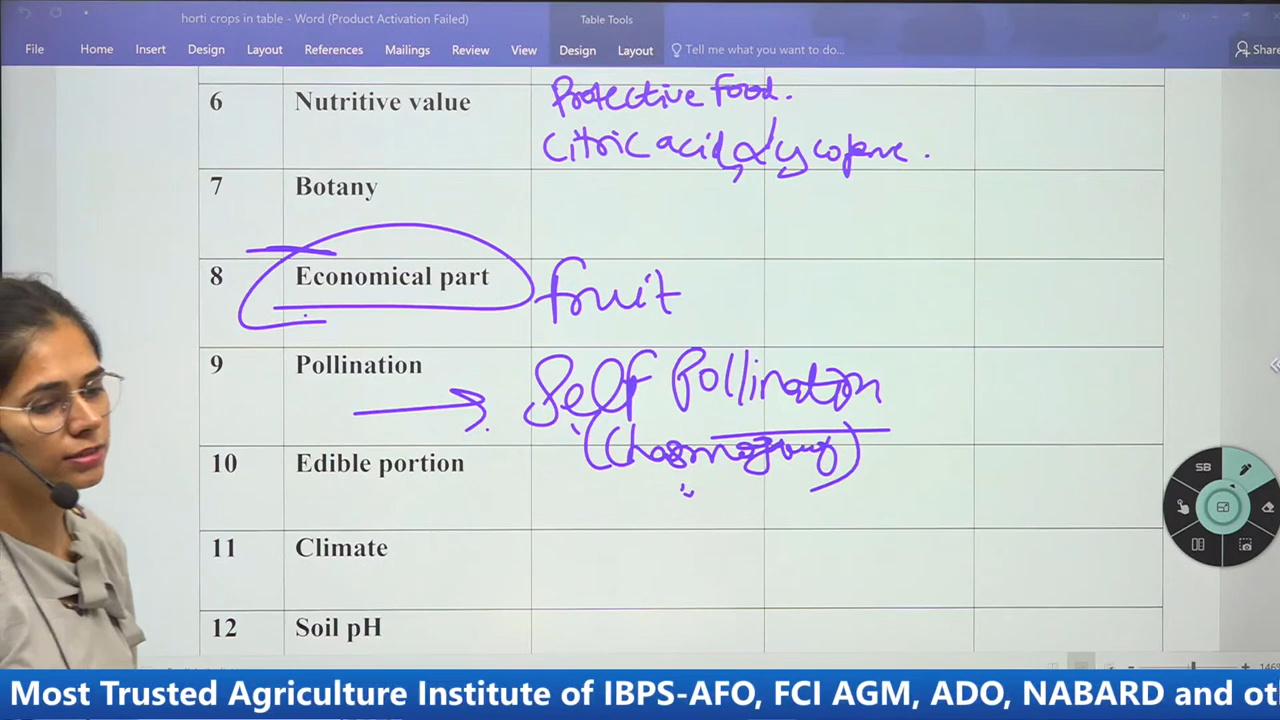 horti crops in table - Word (Product Activation Failed)
Table Tools
File Home Insert Design Layout References Mailings Review View Design Layout Tell me what you want to do... Share
6 Nutritive value Protective Food.
Citric acid, Lycopene.
7 Botany
8 Economical part fruit
9 Pollination Self Pollination
10 Edible portion
11 Climate
12 Soil pH
SB
146%
Most Trusted Agriculture Institute of IBPS-AFO, FCI AGM, ADO, NABARD and ot